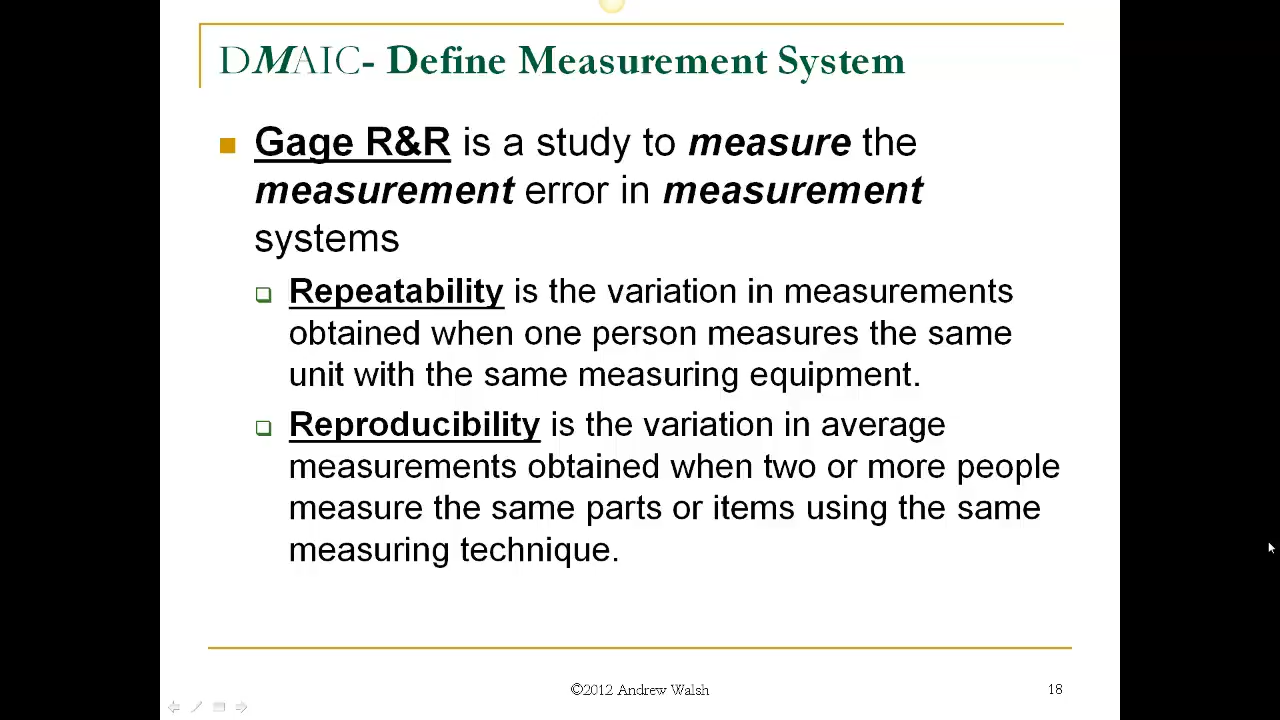 DMAIC- Define Measurement System
Gage R&R is a study to measure the
measurement error in measurement
systems
Repeatability is the variation in measurements
obtained when one person measures the same
unit with the same measuring equipment.
Reproducibility is the variation in average
measurements obtained when two or more people
measure the same parts or items using the same
measuring technique.
©2012 Andrew Walsh
18